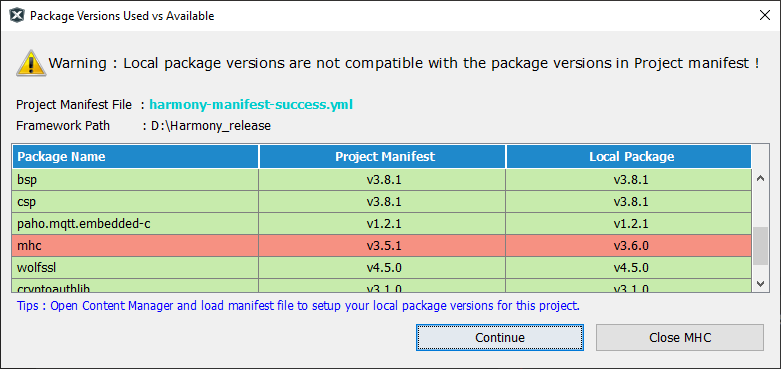 Package Versions Used vs Available
Warning : Local package versions are not compatible with the package versions in Project manifest !
Project Manifest File : harmony-manifest-success.yml
Framework Path : D:\Harmony_release
Package Name Project Manifest Local Package
bsp v3.8.1 v3.8.1
csp v3.8.1 v3.8.1
paho.mqtt.embedded-c v1.2.1 v1.2.1
mhc v3.5.1 v3.6.0
wolfssl v4.5.0 v4.5.0
cryptoauthlib v3.1.0 v3.1.0
Tips : Open Content Manager and load manifest file to setup your local package versions for this project.
Continue Close MHC